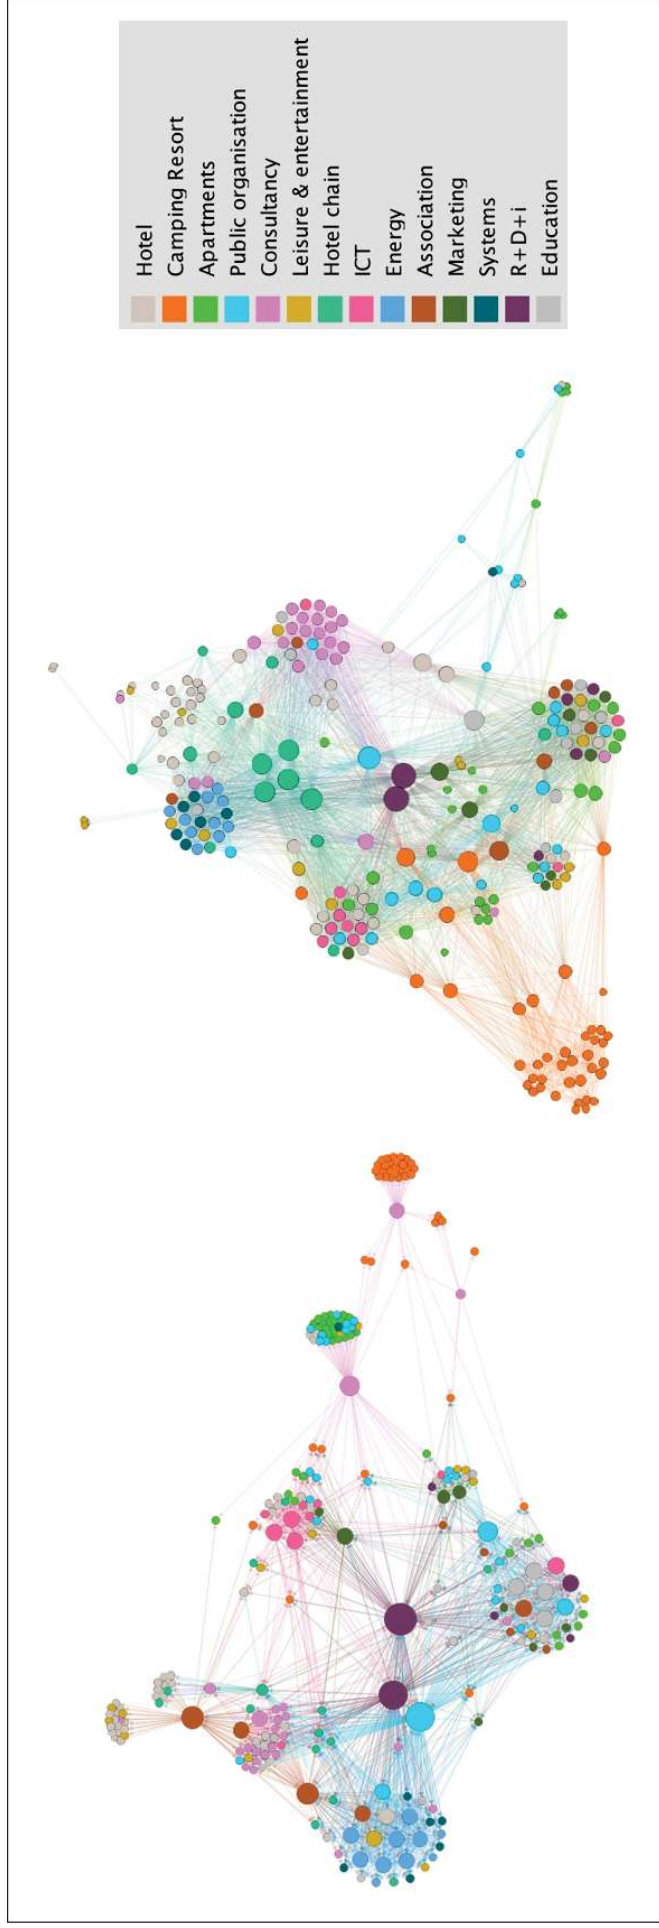 Hotel
Camping Resort
Apartments
Public organisation
Consultancy
Leisure & entertainment
Hotel chain
ICT
Energy
Association
Marketing
Systems
R+D+i
Education